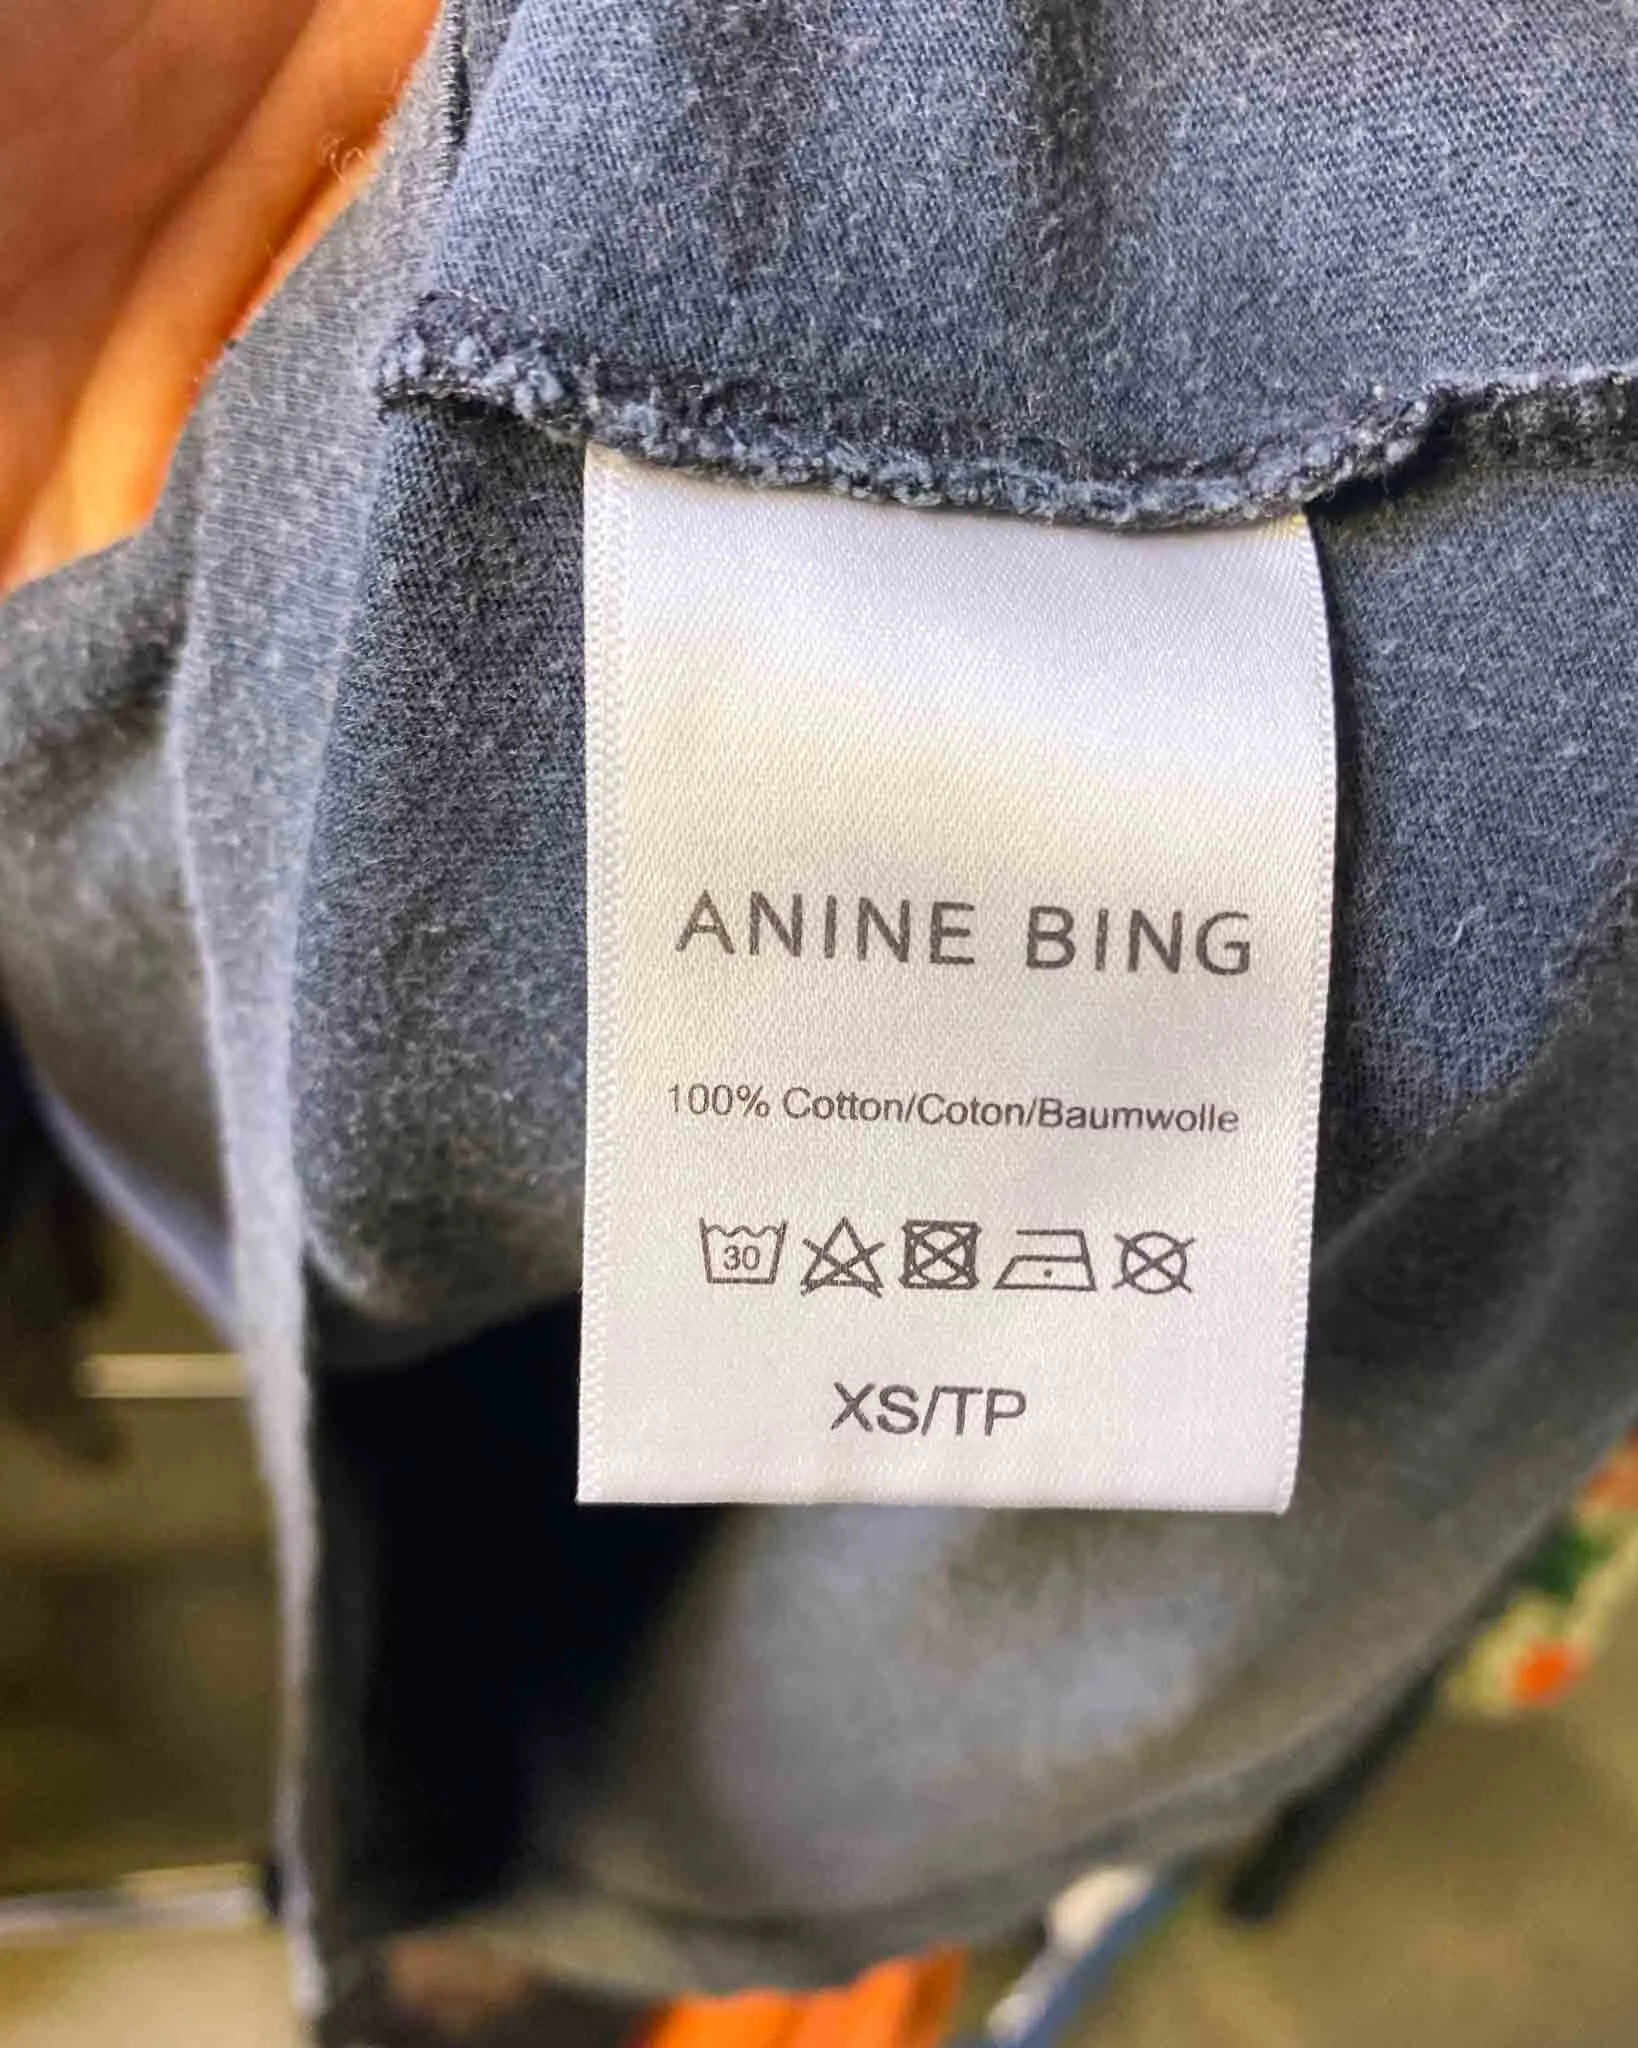 ANINE BING
100% Cotton/Coton/Baumwolle
30
XS/TP